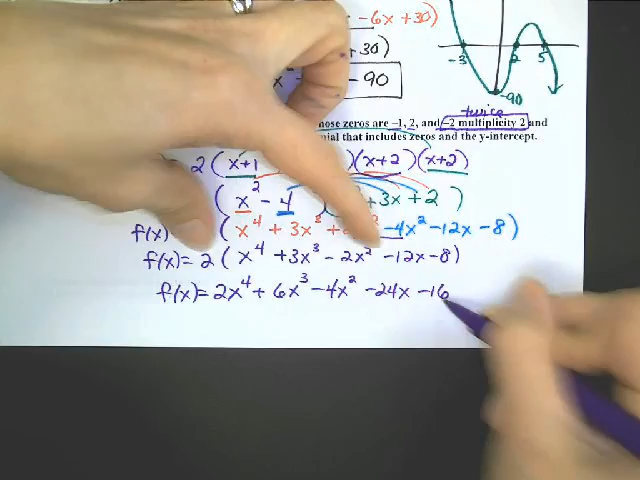 -6x +30)
+30)
-90
-3 2 5
-90
twice
hose zeros are -1, 2, and -2 multiplicity 2 and
nial that includes zeros and the y-intercept.
2(x+1 )(x+2)(x+2)
(x² - 4 +3x +2)
f(x)= (x⁴ + 3x³ + -4x² -12x -8)
f(x)= 2(x⁴ +3x³ -2x² -12x -8)
f(x)= 2x⁴ + 6x³ -4x² -24x -16